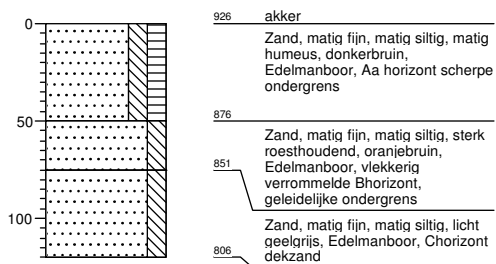 0
50
100
926 akker
Zand, matig fijn, matig siltig, matig
humeus, donkerbruin,
Edelmanboor, Aa horizont scherpe
ondergrens
876
Zand, matig fijn, matig siltig, sterk
roesthoudend, oranjebruin,
Edelmanboor, vlekkerig
verrommelde Bhorizont,
geleidelijke ondergrens
851
Zand, matig fijn, matig siltig, licht
geelgrijs, Edelmanboor, Chorizont
dekzand
806